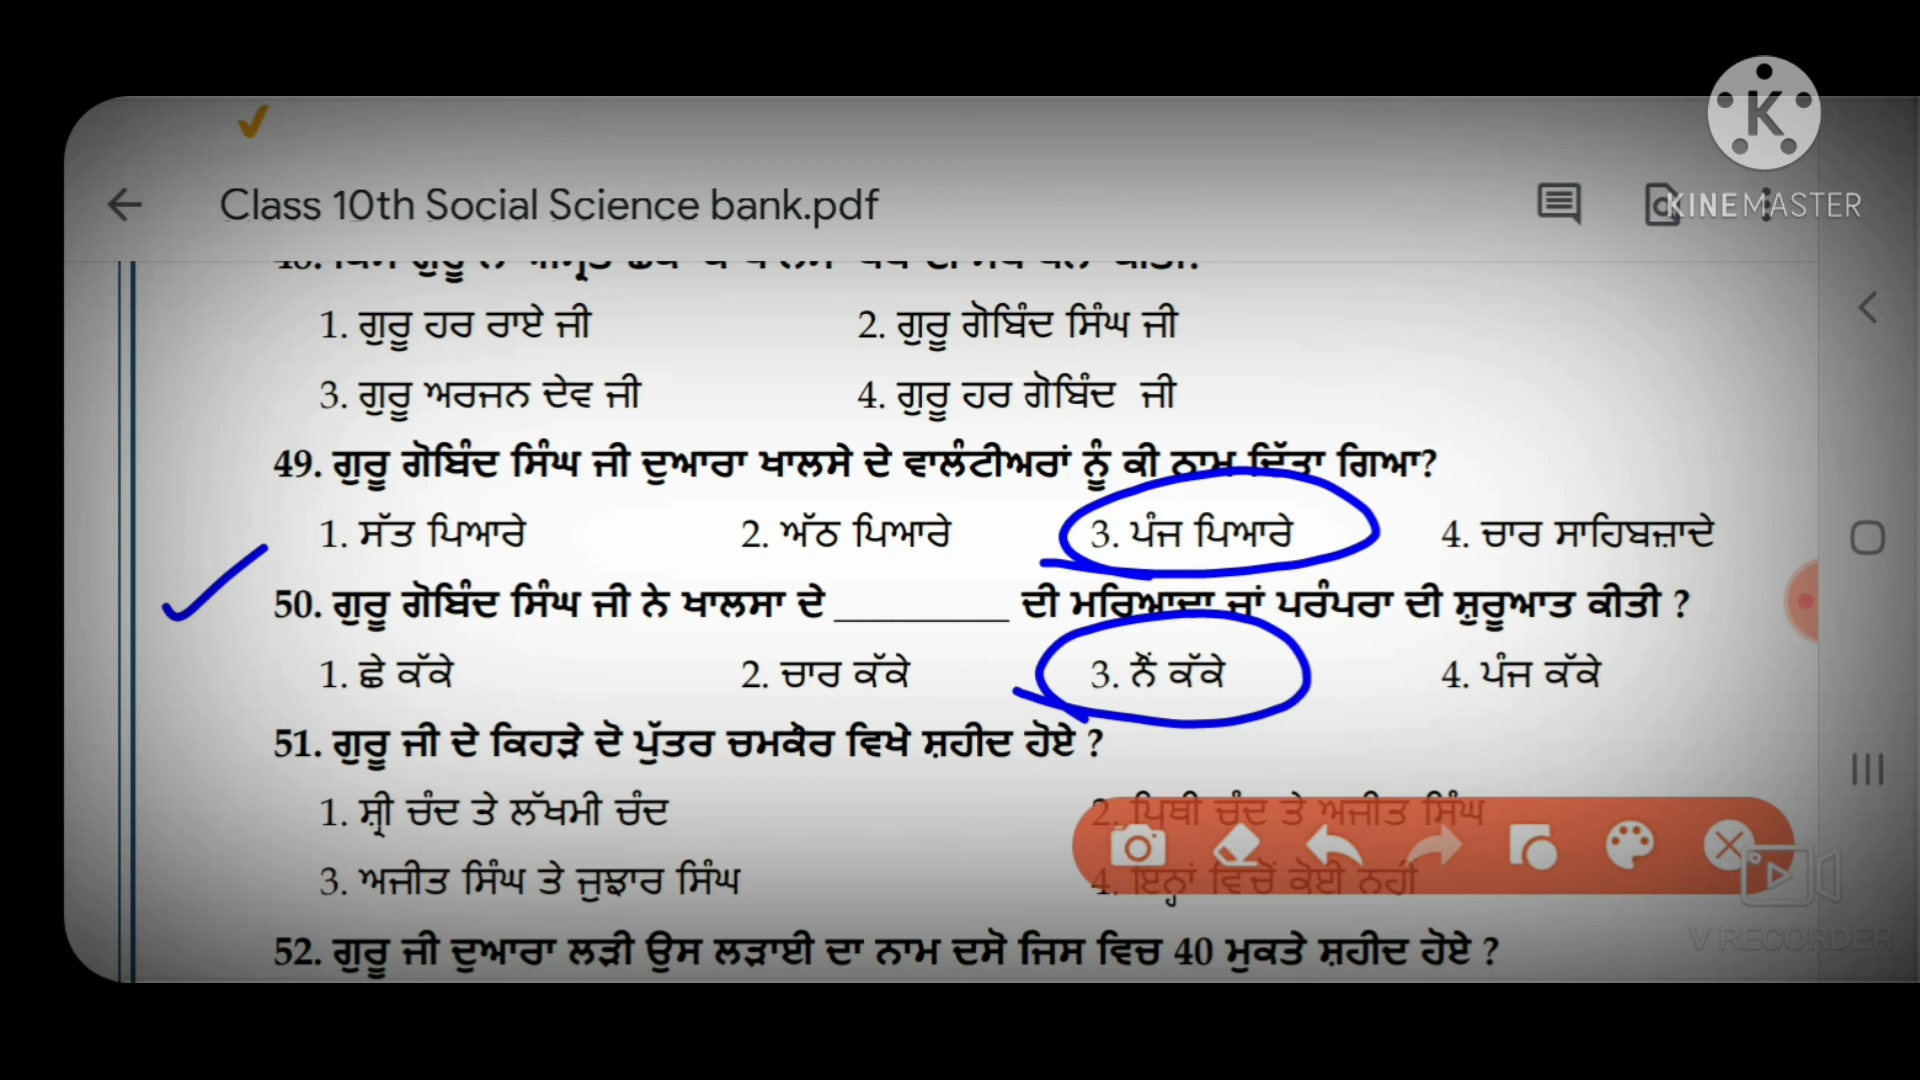 Class 10th Social Science bank.pdf
K
KINEMASTER
1. ਗੁਰੂ ਹਰ ਰਾਏ ਜੀ 2. ਗੁਰੂ ਗੋਬਿੰਦ ਸਿੰਘ ਜੀ
3. ਗੁਰੂ ਅਰਜਨ ਦੇਵ ਜੀ 4. ਗੁਰੂ ਹਰ ਗੋਬਿੰਦ ਜੀ
49. ਗੁਰੂ ਗੋਬਿੰਦ ਸਿੰਘ ਜੀ ਦੁਆਰਾ ਖਾਲਸੇ ਦੇ ਵਾਲੰਟੀਅਰਾਂ ਨੂੰ ਕੀ ਨਾਮ ਦਿੱਤਾ ਗਿਆ?
1. ਸੱਤ ਪਿਆਰੇ 2. ਅੱਠ ਪਿਆਰੇ 3. ਪੰਜ ਪਿਆਰੇ 4. ਚਾਰ ਸਾਹਿਬਜ਼ਾਦੇ
50. ਗੁਰੂ ਗੋਬਿੰਦ ਸਿੰਘ ਜੀ ਨੇ ਖਾਲਸਾ ਦੇ _________ ਦੀ ਮਰਿਆਦਾ ਜਾਂ ਪਰੰਪਰਾ ਦੀ ਸ਼ੁਰੂਆਤ ਕੀਤੀ ?
1. ਛੇ ਕੱਕੇ 2. ਚਾਰ ਕੱਕੇ 3. ਨੌਂ ਕੱਕੇ 4. ਪੰਜ ਕੱਕੇ
51. ਗੁਰੂ ਜੀ ਦੇ ਕਿਹੜੇ ਦੋ ਪੁੱਤਰ ਚਮਕੌਰ ਵਿਖੇ ਸ਼ਹੀਦ ਹੋਏ ?
1. ਸ਼੍ਰੀ ਚੰਦ ਤੇ ਲੱਖਮੀ ਚੰਦ 2. ਪ੍ਰਿਥੀ ਚੰਦ ਤੇ ਅਜੀਤ ਸਿੰਘ
3. ਅਜੀਤ ਸਿੰਘ ਤੇ ਜੁਝਾਰ ਸਿੰਘ 4. ਇਨ੍ਹਾਂ ਵਿਚੋਂ ਕੋਈ ਨਹੀਂ
V RECORDER
52. ਗੁਰੂ ਜੀ ਦੁਆਰਾ ਲੜੀ ਉਸ ਲੜਾਈ ਦਾ ਨਾਮ ਦਸੋ ਜਿਸ ਵਿਚ 40 ਮੁਕਤੇ ਸ਼ਹੀਦ ਹੋਏ ?